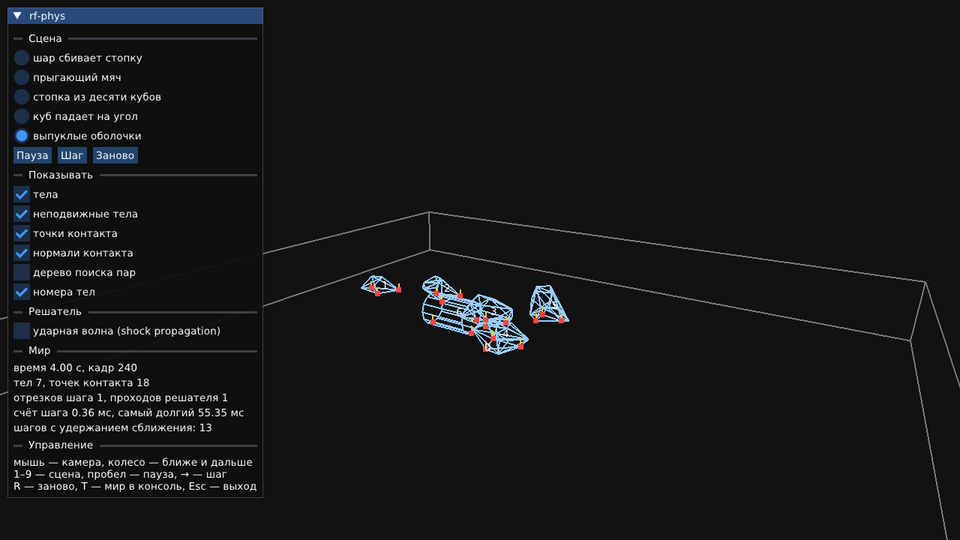 rf-phys
Сцена
шар сбивает стопку
прыгающий мяч
стопка из десяти кубов
куб падает на угол
выпуклые оболочки
Пауза Шаг Заново
Показывать
тела
неподвижные тела
точки контакта
нормали контакта
дерево поиска пар
номера тел
Решатель
ударная волна (shock propagation)
Мир
время 4.00 с, кадр 240
тел 7, точек контакта 18
отрезков шага 1, проходов решателя 1
счёт шага 0.36 мс, самый долгий 55.35 мс
шагов с удержанием сближения: 13
Управление
мышь — камера, колесо — ближе и дальше
1–9 — сцена, пробел — пауза, → — шаг
R — заново, T — мир в консоль, Esc — выход